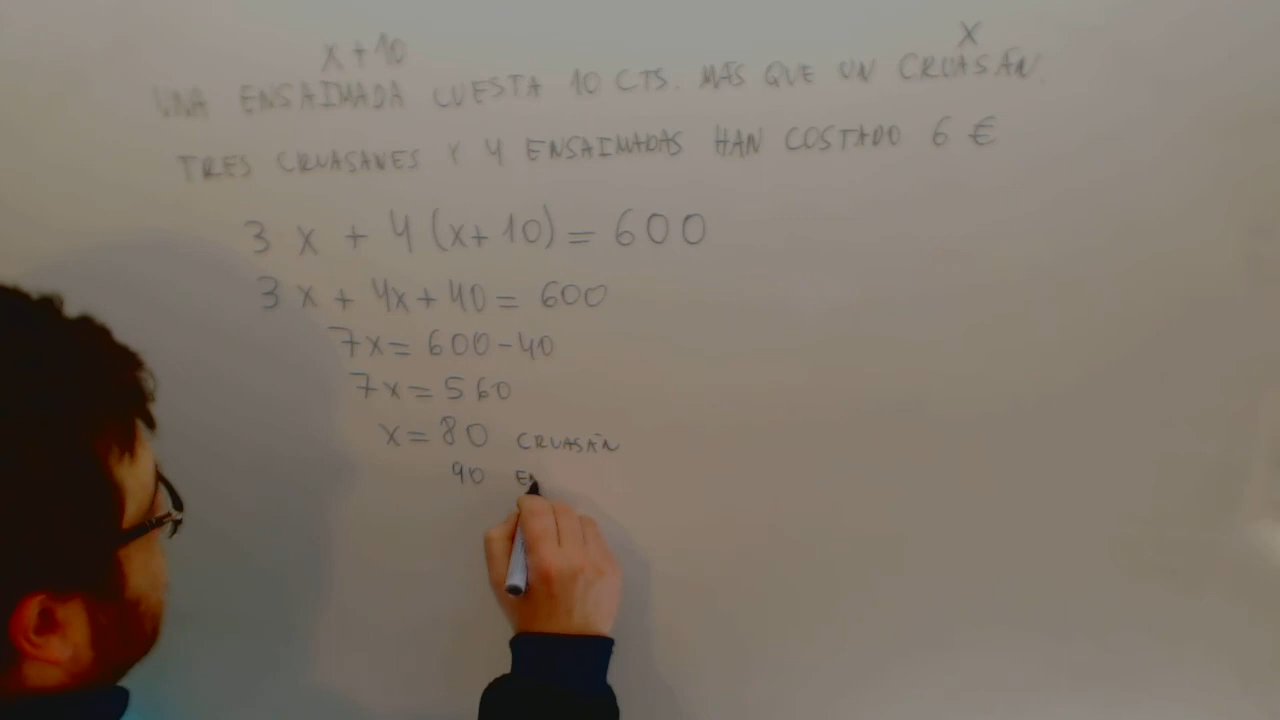 x + 10 x
UNA ENSAIMADA CUESTA 10 CTS. MÁS QUE UN CRUASÁN.
TRES CRUASANES Y 4 ENSAIMADAS HAN COSTADO 6 €
3 x + 4 (x + 10) = 600
3 x + 4x + 40 = 600
7x = 600 - 40
7x = 560
x = 80 CRUASÁN
90 EN